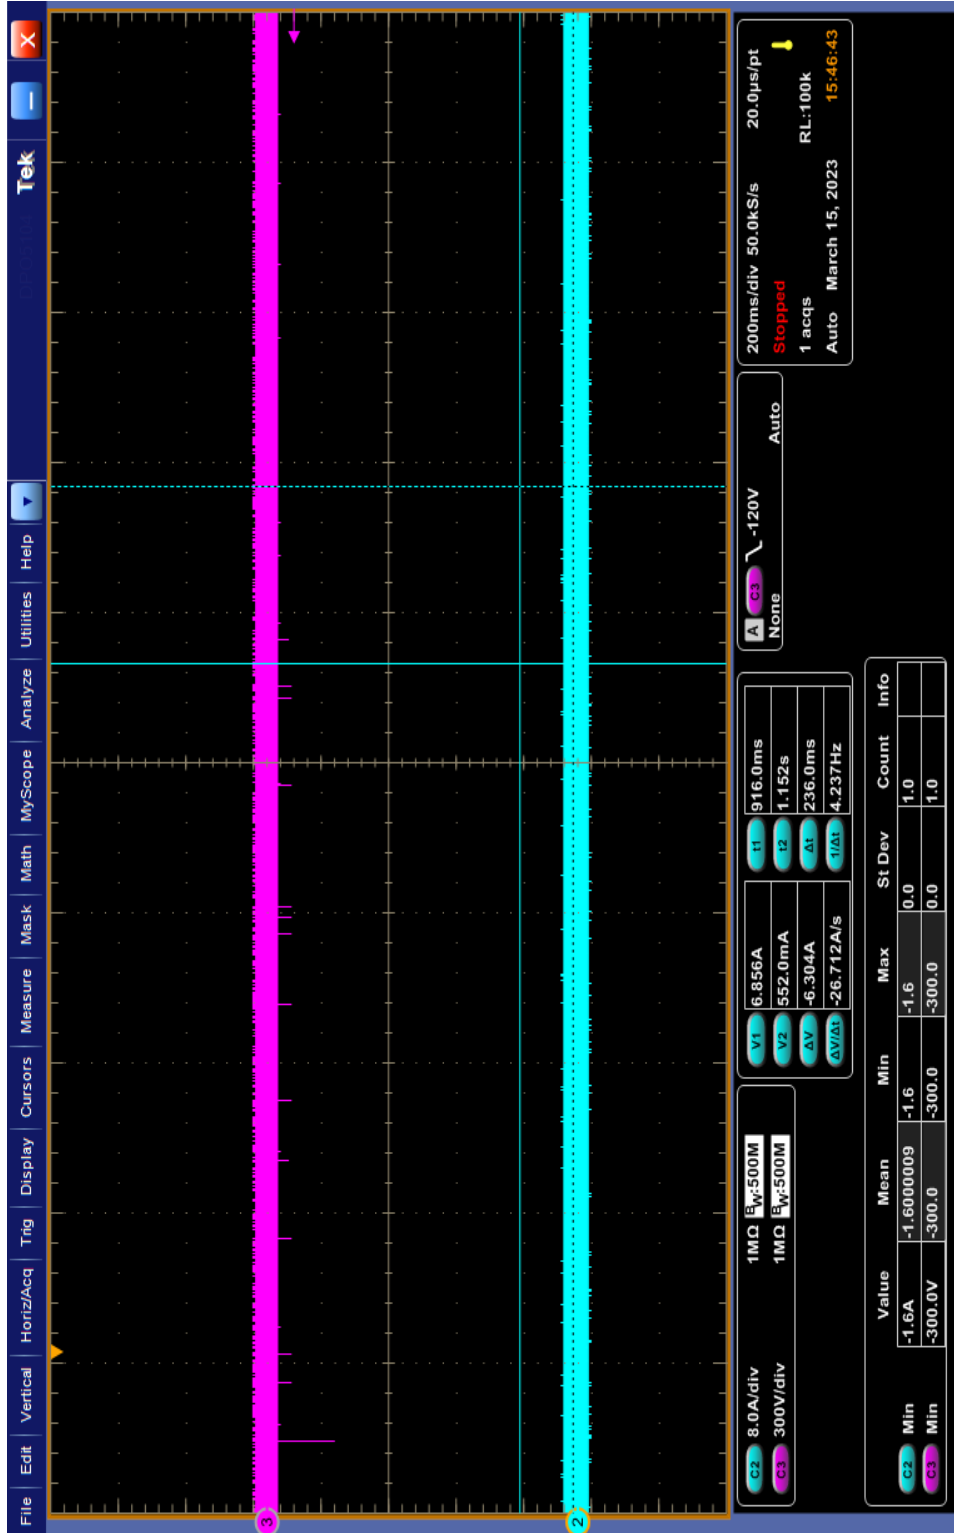 File Edit Vertical Horiz/Acq Trig Display Cursors Measure Mask Math MyScope Analyze Utilities Help ▼ Tek — X
3
2
C2 8.0A/div 1MΩ BW:500M
C3 300V/div 1MΩ BW:500M
V1 6.856A
V2 552.0mA
ΔV -6.304A
ΔV/Δt -26.712A/s
t1 916.0ms
t2 1.152s
Δt 236.0ms
1/Δt 4.237Hz
A C3 -120V
None Auto
200ms/div 50.0kS/s 20.0µs/pt
Stopped
1 acqs RL:100k
Auto March 15, 2023 15:46:43
Value Mean Min Max St Dev Count Info
C2 Min -1.6A -1.6000009 -1.6 -1.6 0.0 1.0
C3 Min -300.0V -300.0 -300.0 -300.0 0.0 1.0